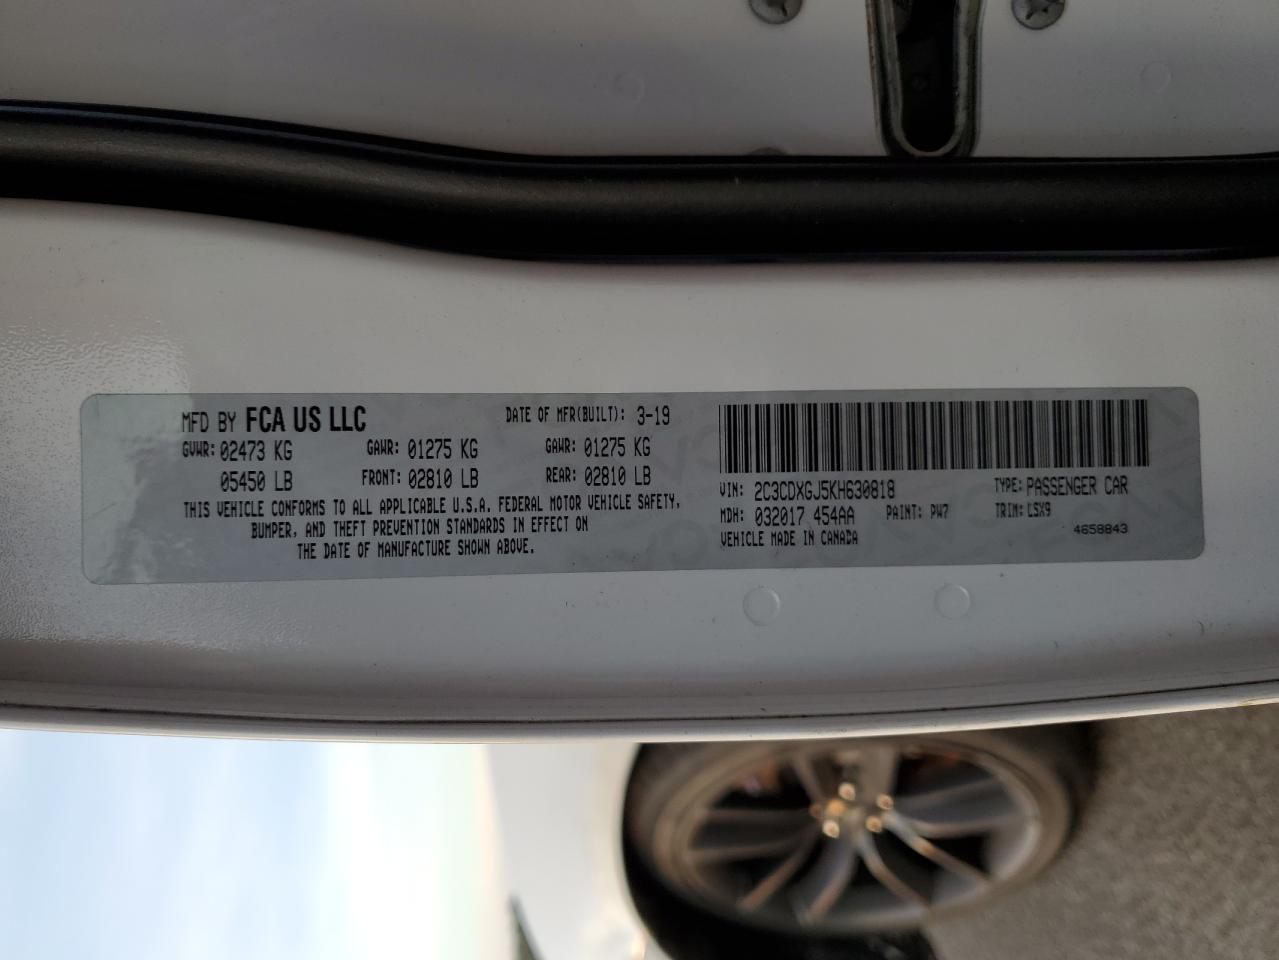 MFD BY FCA US LLC DATE OF MFR(BUILT): 3-19
GVWR: 02473 KG GAWR: 01275 KG GAWR: 01275 KG
05450 LB FRONT: 02810 LB REAR: 02810 LB
THIS VEHICLE CONFORMS TO ALL APPLICABLE U.S.A. FEDERAL MOTOR VEHICLE SAFETY,
BUMPER, AND THEFT PREVENTION STANDARDS IN EFFECT ON
THE DATE OF MANUFACTURE SHOWN ABOVE.
VIN: 2C3CDXGJ5KH630818 TYPE: PASSENGER CAR
MDH: 032017 454AA PAINT: PW7 TRIM: LSX9
VEHICLE MADE IN CANADA 4658843